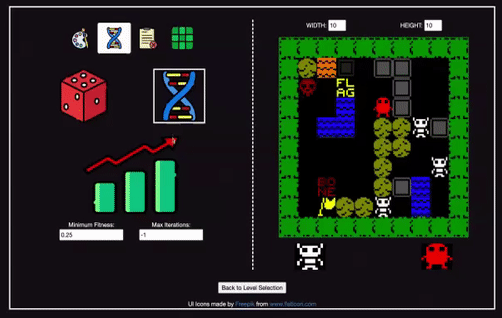 WIDTH: 10 HEIGHT: 10
FL
AG
BO
NE
Minimum Fitness: Max Iterations:
0.25 -1
Back to Level Selection
UI Icons made by Freepik from www.flaticon.com